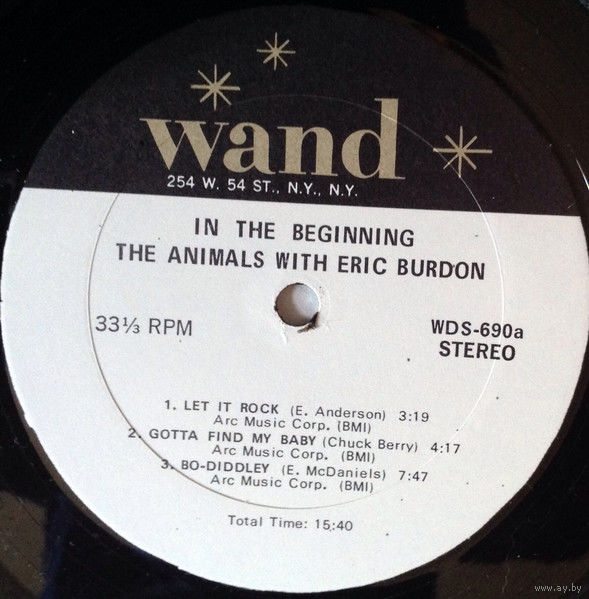 wand
254 W. 54 ST., N.Y., N.Y.
IN THE BEGINNING
THE ANIMALS WITH ERIC BURDON
33⅓ RPM
WDS-690a
STEREO
1. LET IT ROCK (E. Anderson) 3:19
Arc Music Corp. (BMI)
2. GOTTA FIND MY BABY (Chuck Berry) 4:17
Arc Music Corp. (BMI)
3. BO-DIDDLEY (E. McDaniels) 7:47
Arc Music Corp. (BMI)
Total Time: 15:40
www.ay.by